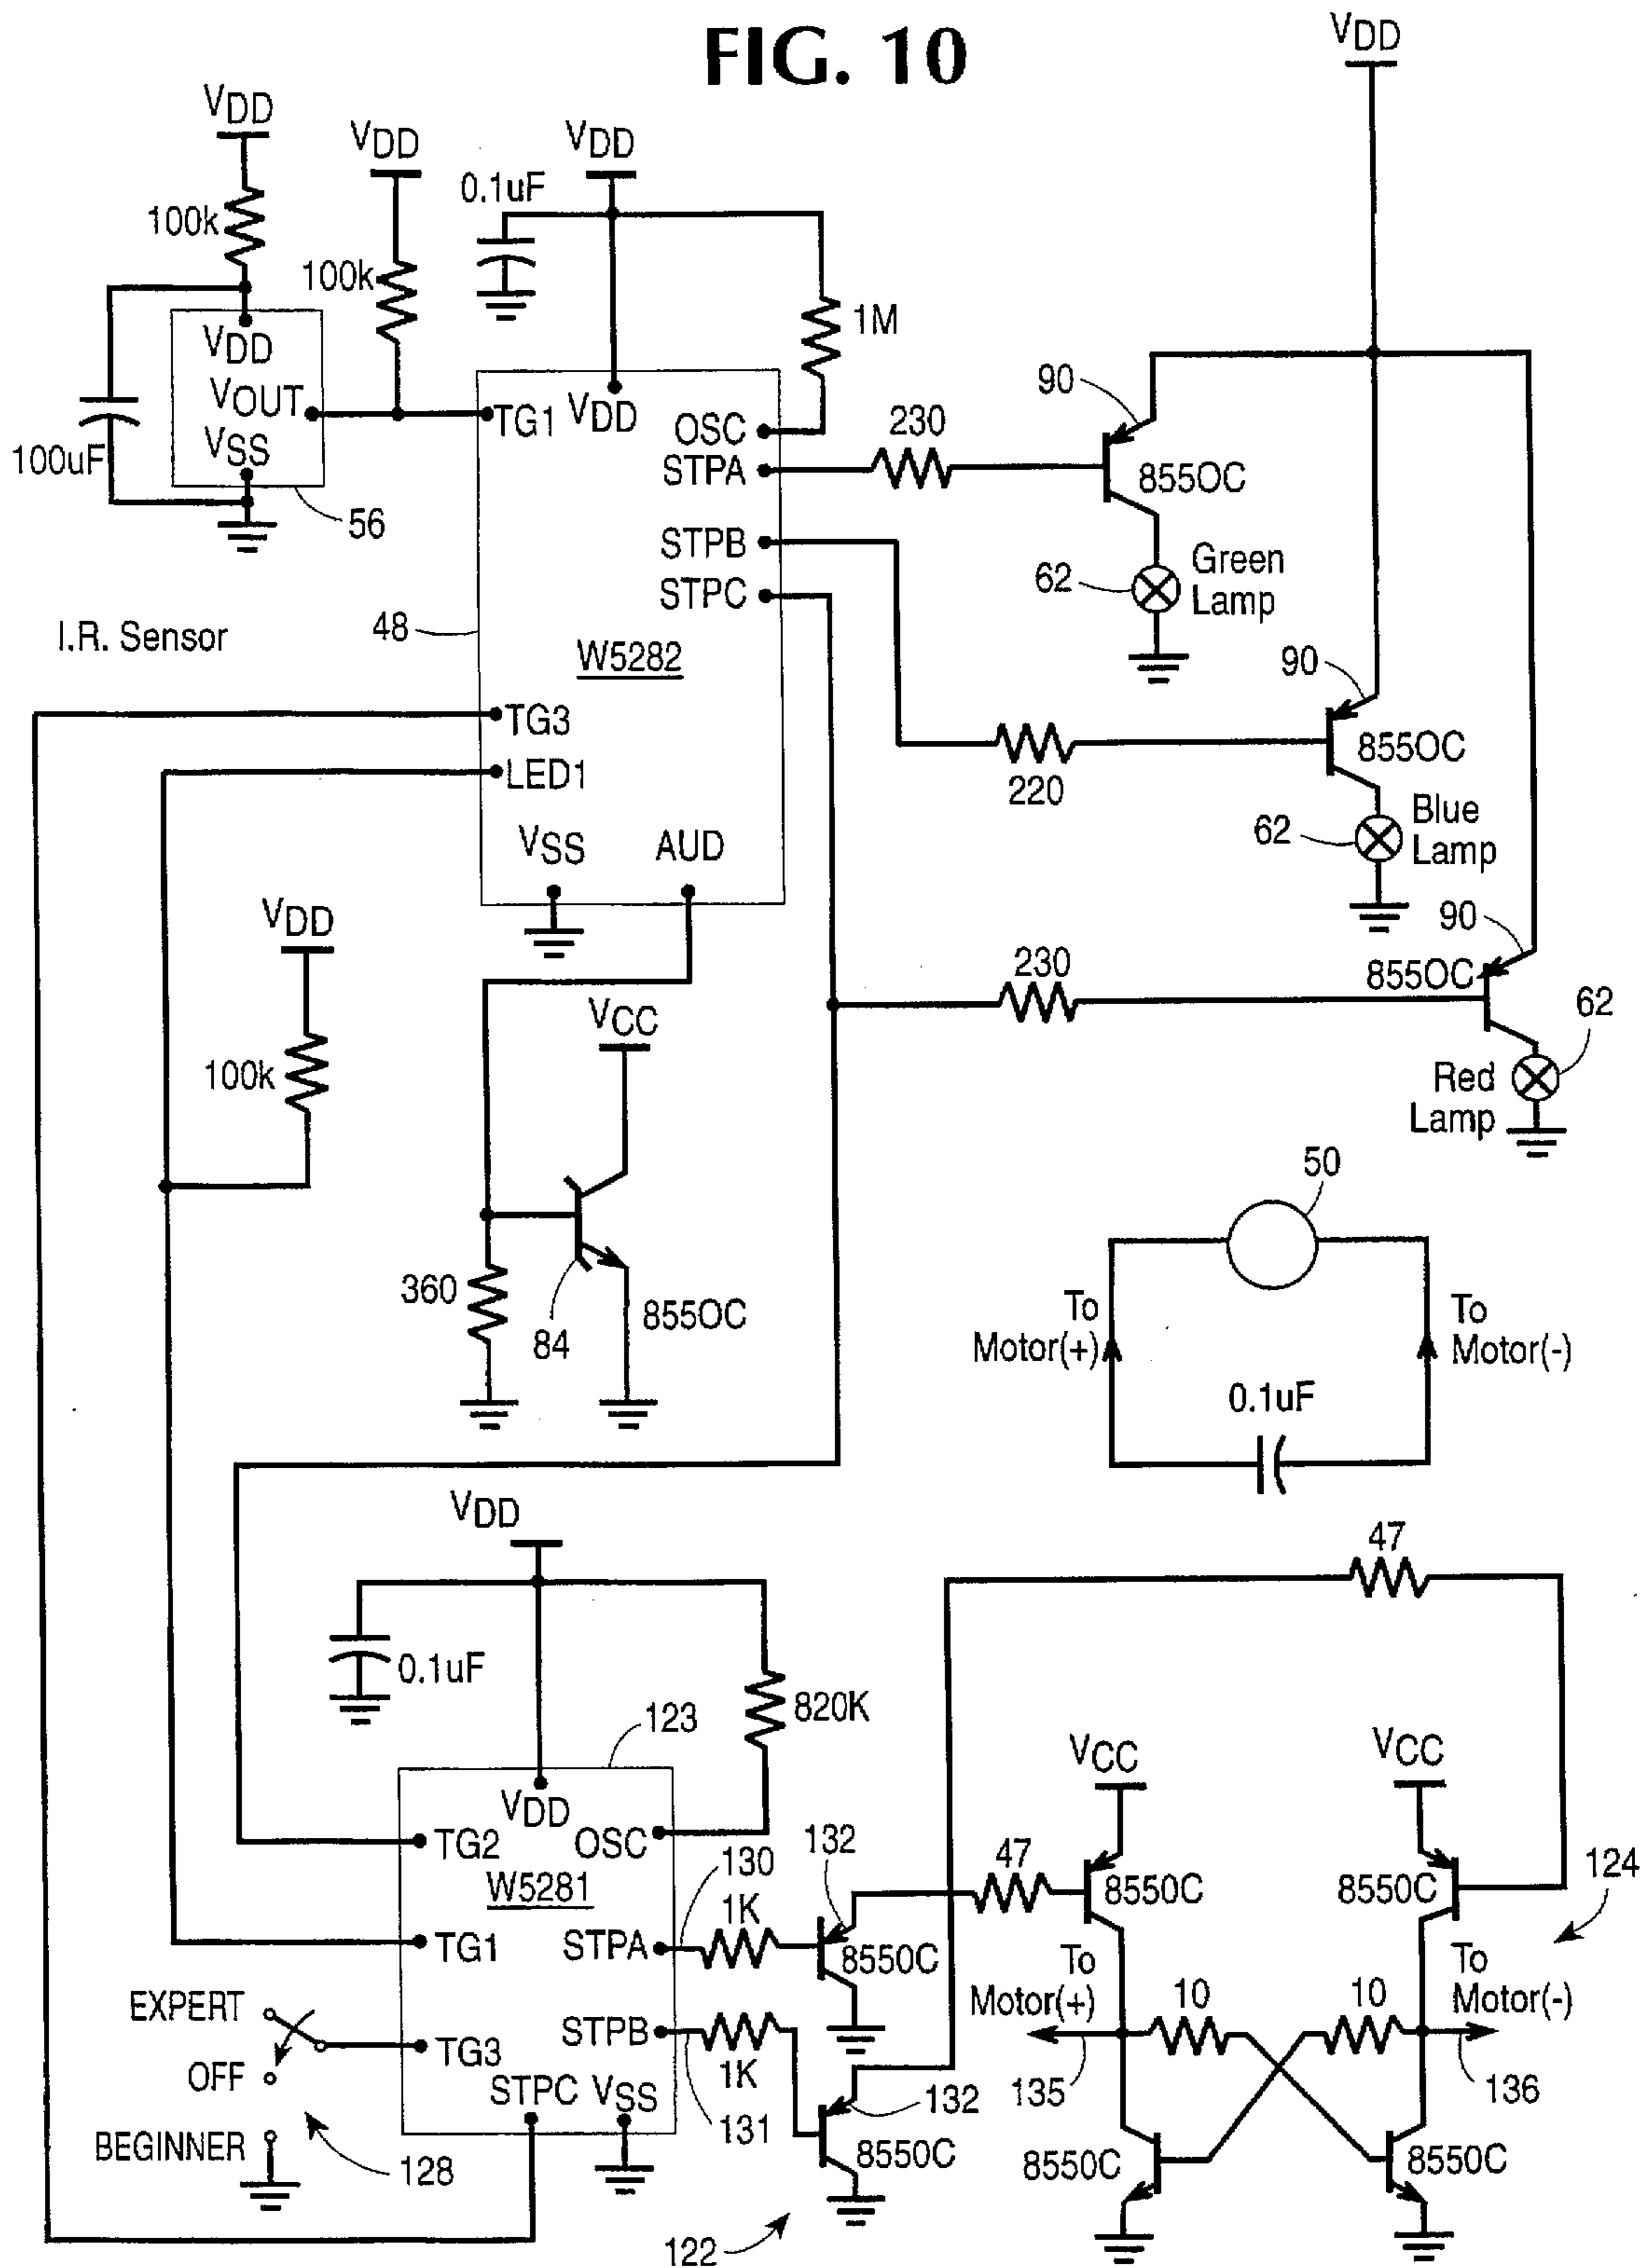 FIG. 10
VDD
VDD
VDD
VDD
0.1uF
100k
100k
1M
VDD
VOUT
VSS
100uF
56
TG1
VDD
OSC
STPA
STPB
STPC
48
W5282
I.R. Sensor
TG3
LED1
VSS
AUD
230
90
8550C
62
Green
Lamp
90
220
8550C
62
Blue
Lamp
90
230
8550C
62
Red
Lamp
VDD
100k
VCC
360
84
8550C
50
To
Motor(+)
To
Motor(-)
0.1uF
VDD
0.1uF
820K
123
47
VDD
TG2
OSC
W5281
TG1
STPA
STPB
TG3
STPC
VSS
130
1K
132
8550C
131
1K
132
8550C
122
EXPERT
OFF
BEGINNER
128
47
VCC
VCC
8550C
8550C
124
To
Motor(+)
10
10
To
Motor(-)
135
136
8550C
8550C